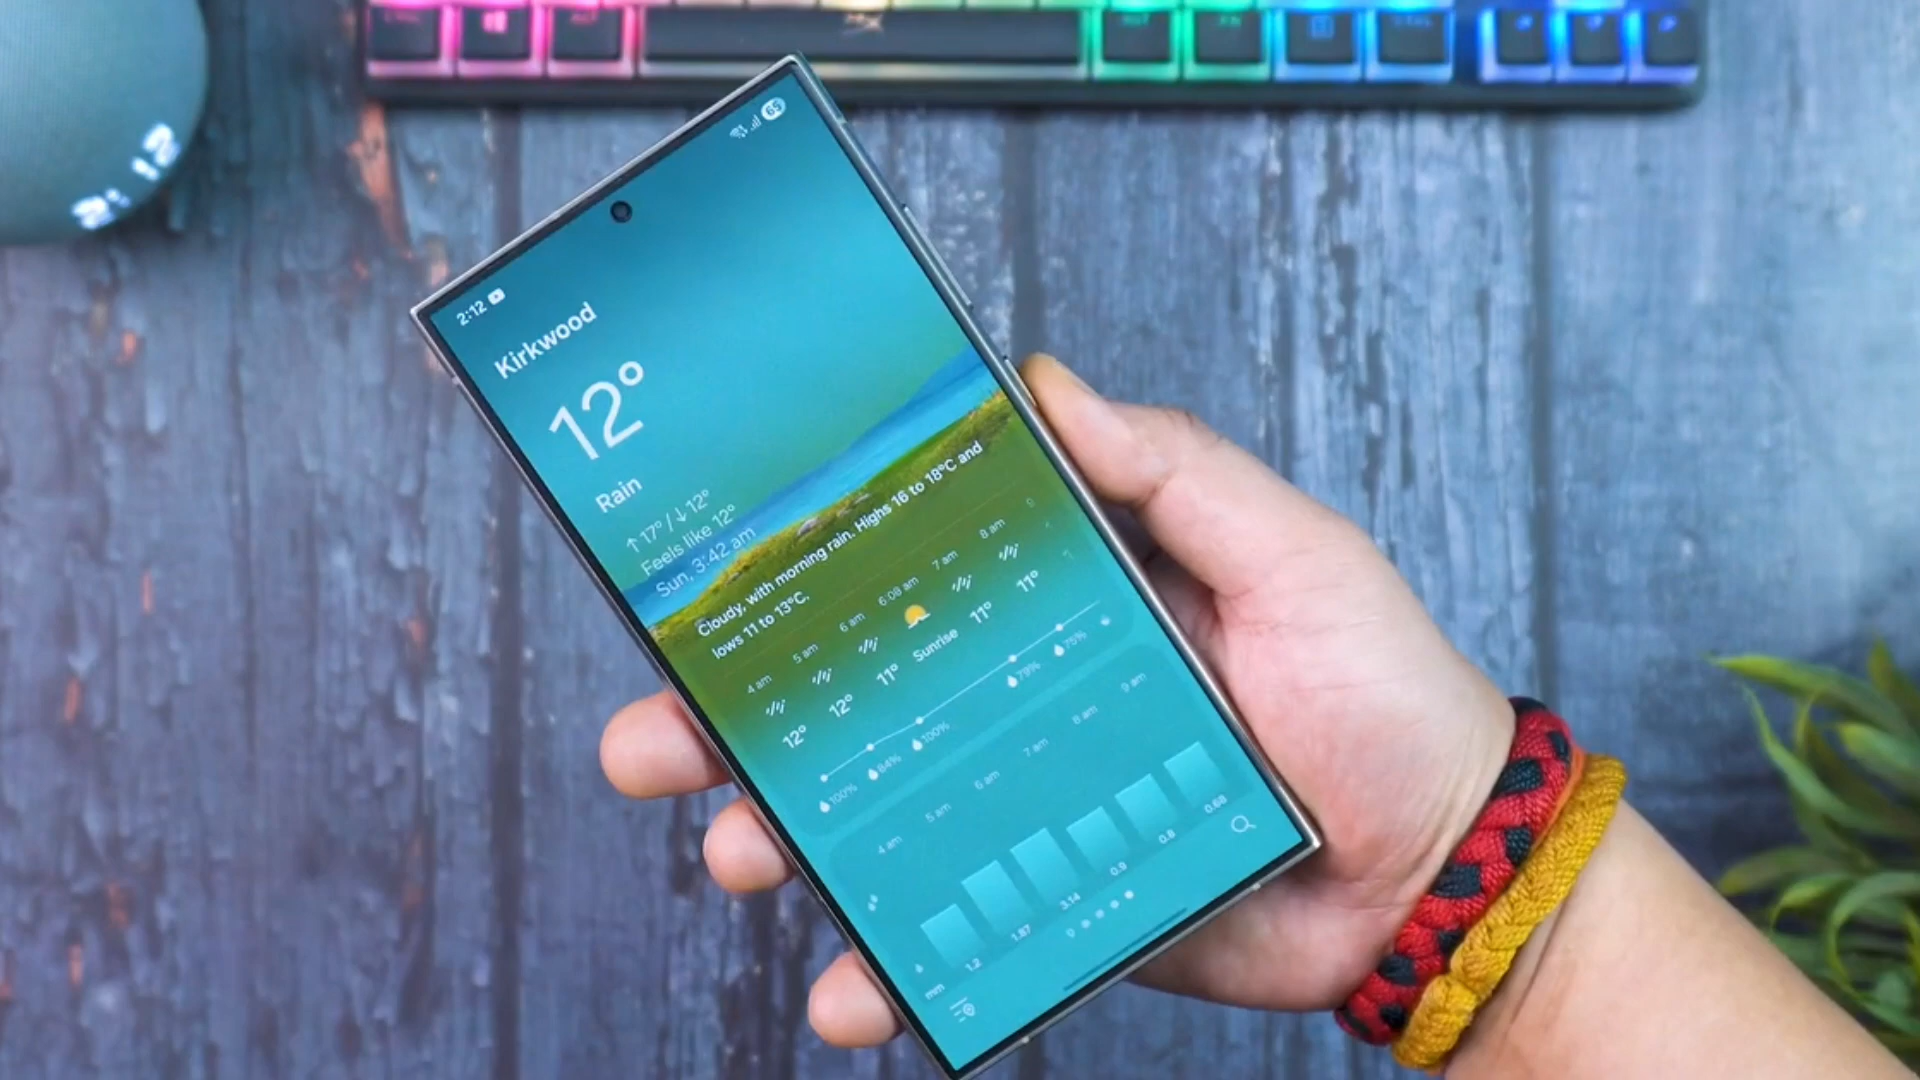 2:12
65
2:12
Kirkwood
12°
Rain
↑17° / ↓12°
Feels like 12°
Sun, 3:42 am
Cloudy, with morning rain. Highs 16 to 18°C and
lows 11 to 13°C.
4 am 5 am 6 am 6:08 am 7 am 8 am 9
12° 12° 11° Sunrise 11° 11°
100% 84% 100% 79% 75%
4 am 5 am 6 am 7 am 8 am 9 am
mm 1.2 1.87 3.14 0.9 0.8 0.68